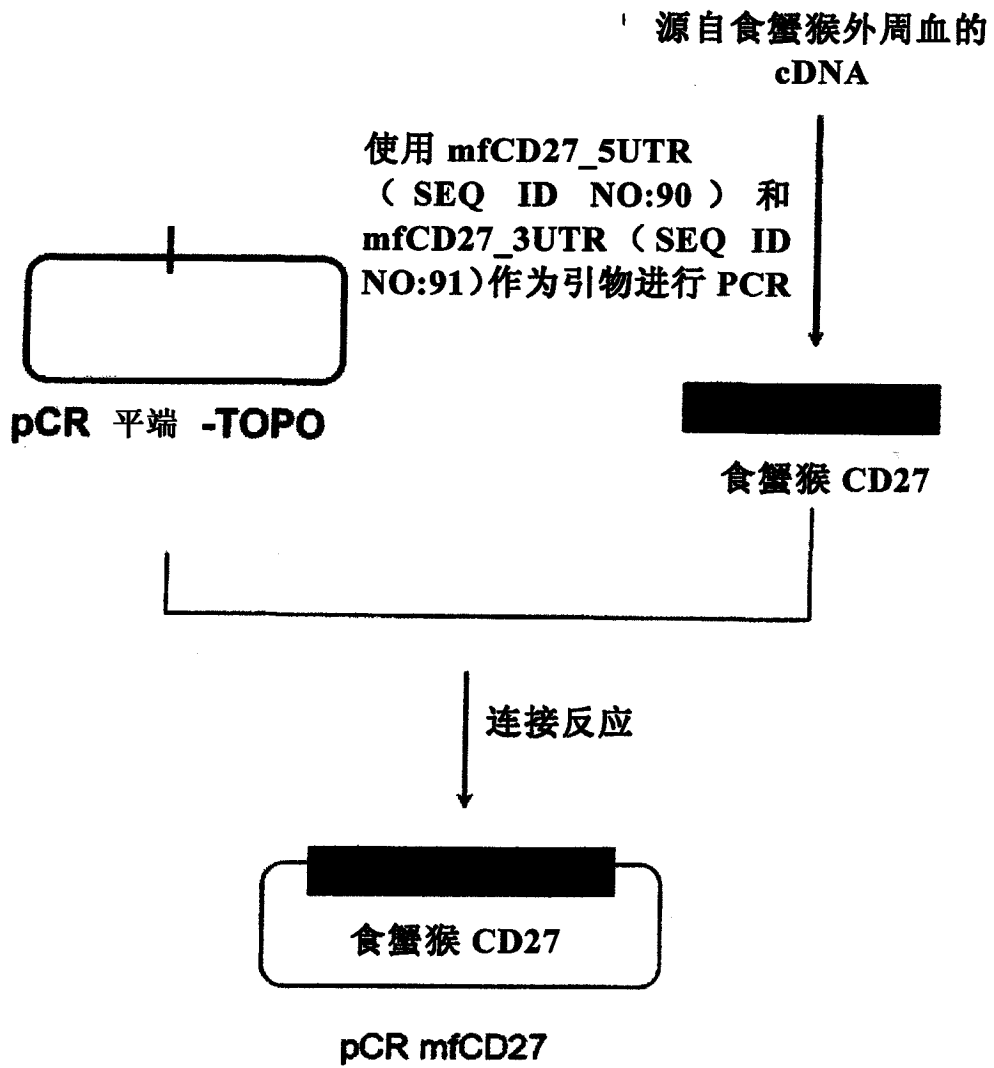 源自食蟹猴外周血的
cDNA
使用 mfCD27_5UTR
（SEQ ID NO:90）和
mfCD27_3UTR（SEQ ID
NO:91）作为引物进行 PCR
pCR 平端 -TOPO
食蟹猴 CD27
连接反应
食蟹猴 CD27
pCR mfCD27